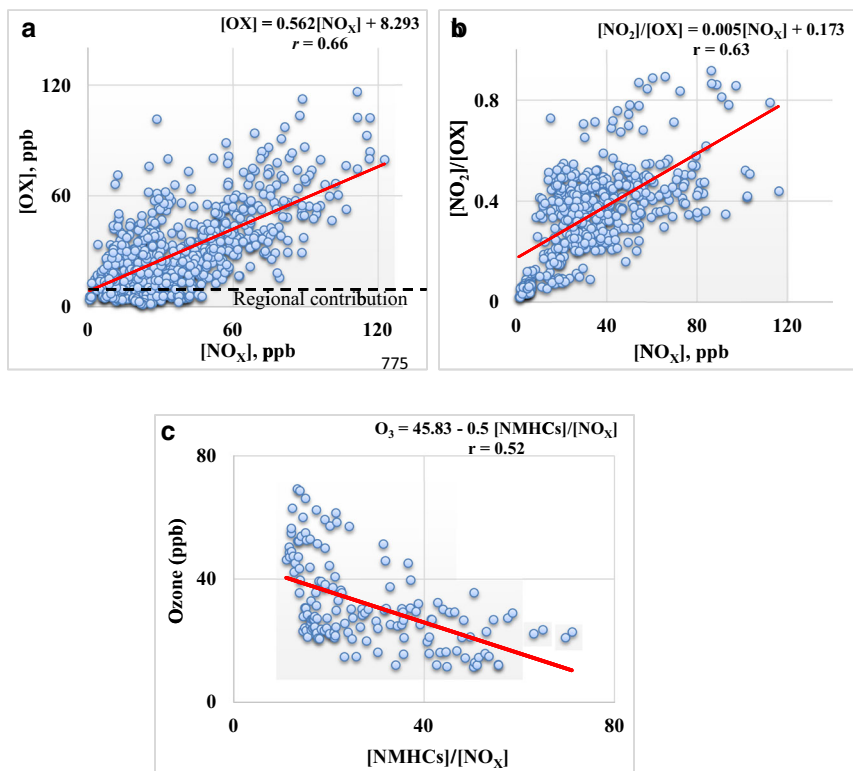 a
[OX] = 0.562[NOX] + 8.293
r = 0.66
[OX], ppb
120
60
0
Regional contribution
0
60
120
[NOX], ppb
775
b
[NO2]/[OX] = 0.005[NOX] + 0.173
r = 0.63
[NO2]/[OX]
0.8
0.4
0
0
40
80
120
[NOX], ppb
c
O3 = 45.83 - 0.5 [NMHCs]/[NOX]
r = 0.52
Ozone (ppb)
80
40
0
0
40
80
[NMHCs]/[NOX]